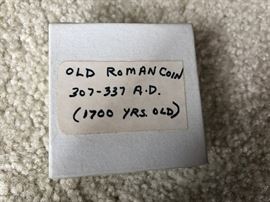 OLD ROMAN COIN
307-337 A.D.
(1700 YRS. OLD)